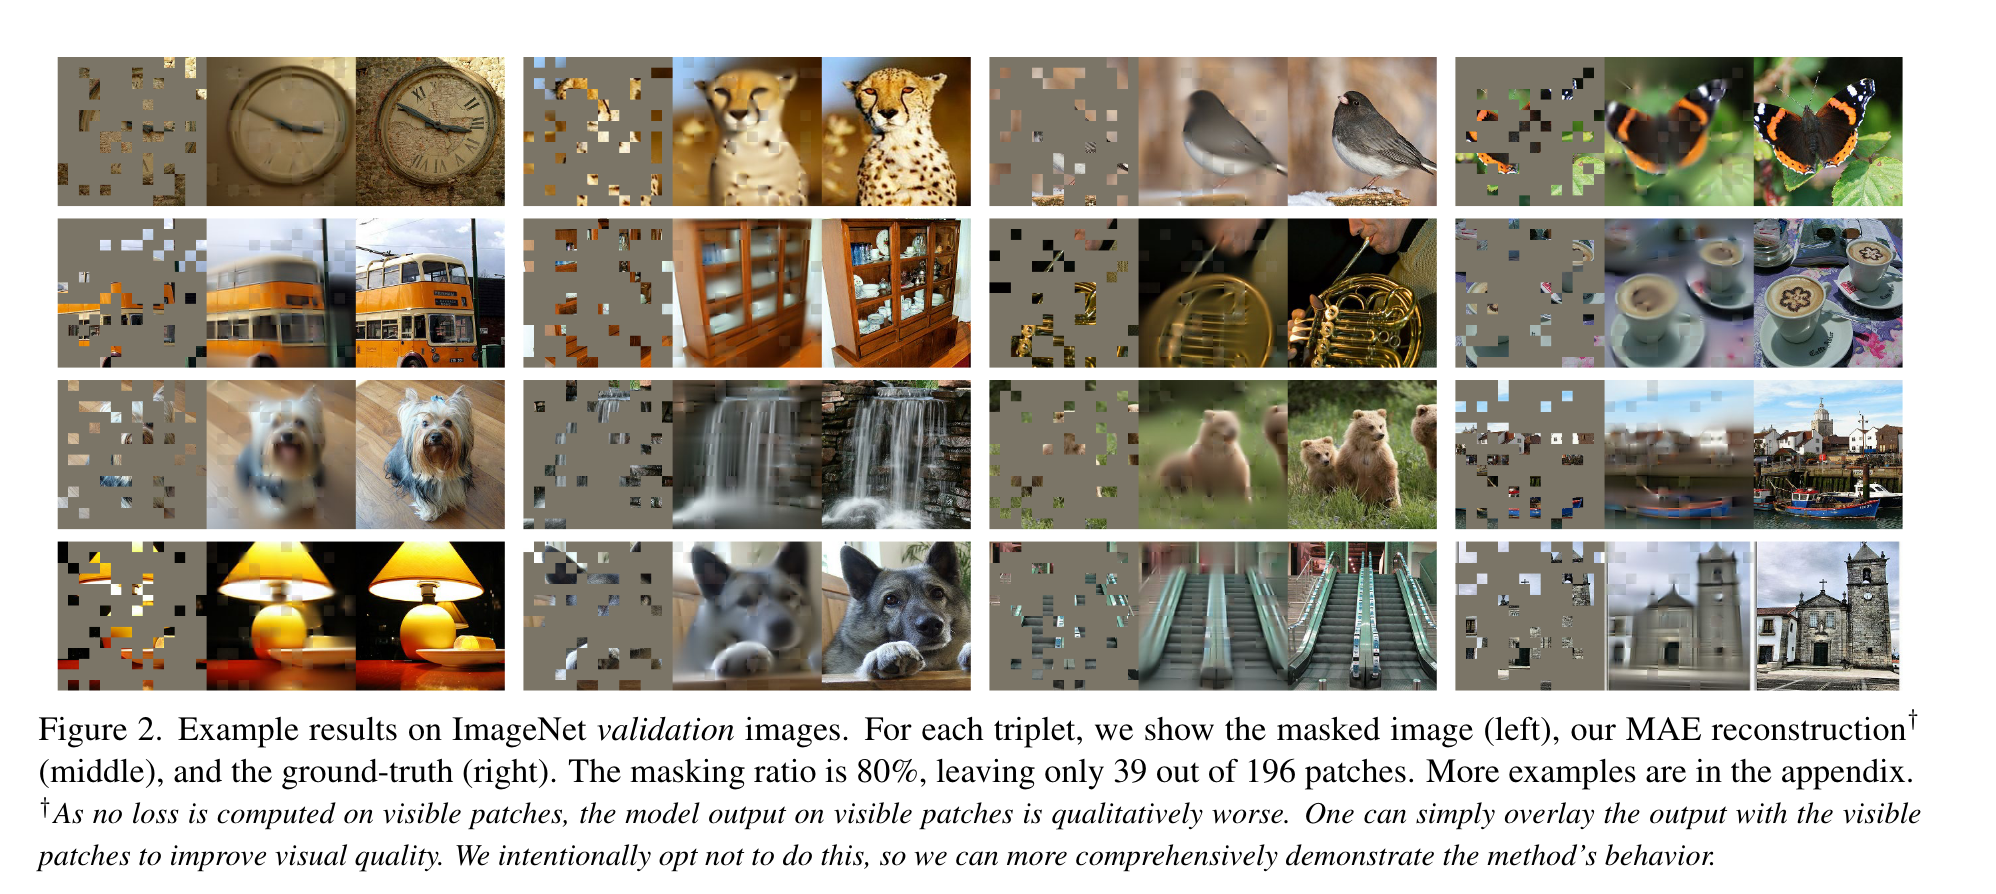 Figure 2. Example results on ImageNet validation images. For each triplet, we show the masked image (left), our MAE reconstruction†
(middle), and the ground-truth (right). The masking ratio is 80%, leaving only 39 out of 196 patches. More examples are in the appendix.
†As no loss is computed on visible patches, the model output on visible patches is qualitatively worse. One can simply overlay the output with the visible
patches to improve visual quality. We intentionally opt not to do this, so we can more comprehensively demonstrate the method’s behavior.